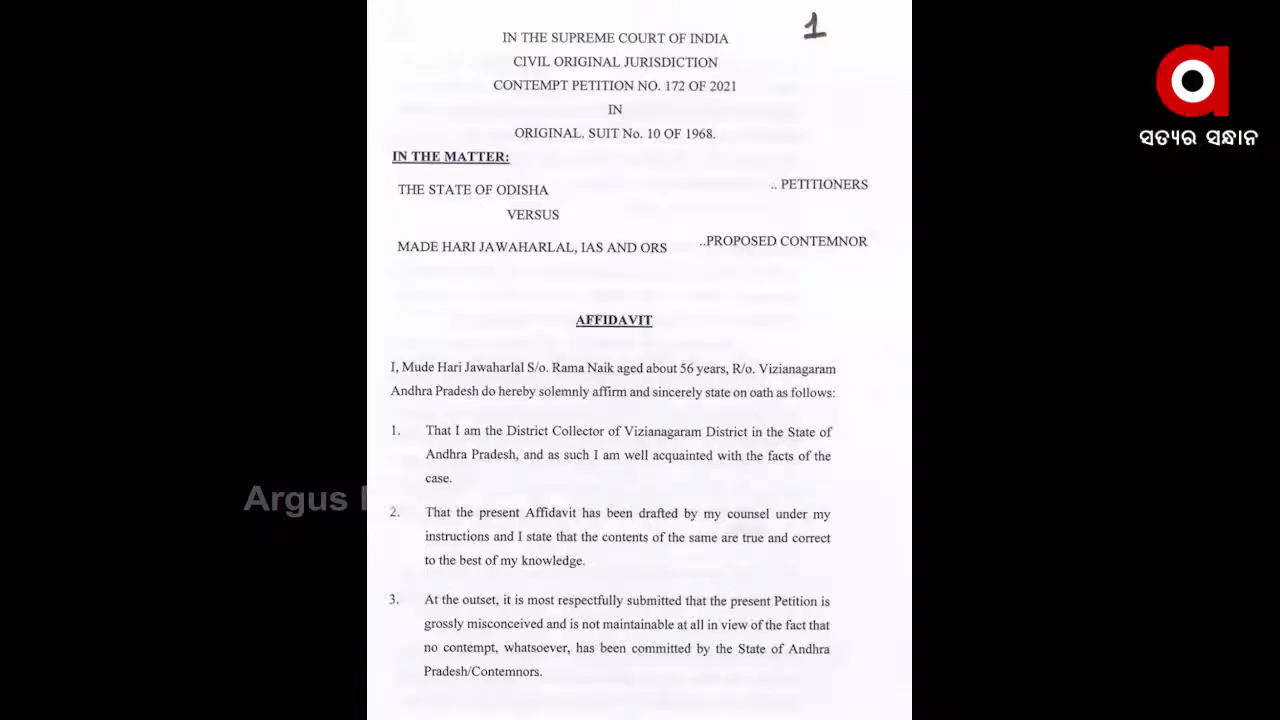 1
IN THE SUPREME COURT OF INDIA
CIVIL ORIGINAL JURISDICTION
CONTEMPT PETITION NO. 172 OF 2021
IN
ORIGINAL. SUIT No. 10 OF 1968.
IN THE MATTER:
THE STATE OF ODISHA .. PETITIONERS
VERSUS
MADE HARI JAWAHARLAL, IAS AND ORS ..PROPOSED CONTEMNOR
AFFIDAVIT
I, Mude Hari Jawaharlal S/o. Rama Naik aged about 56 years, R/o. Vizianagaram
Andhra Pradesh do hereby solemnly affirm and sincerely state on oath as follows:
1. That I am the District Collector of Vizianagaram District in the State of
Andhra Pradesh, and as such I am well acquainted with the facts of the
case.
2. That the present Affidavit has been drafted by my counsel under my
instructions and I state that the contents of the same are true and correct
to the best of my knowledge.
3. At the outset, it is most respectfully submitted that the present Petition is
grossly misconceived and is not maintainable at all in view of the fact that
no contempt, whatsoever, has been committed by the State of Andhra
Pradesh/Contemnors.
ସତ୍ୟର ସନ୍ଧାନ
Argus